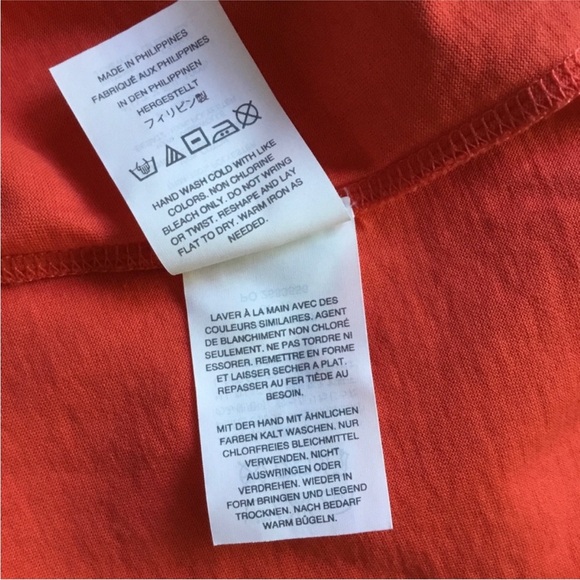 MADE IN PHILIPPINES
FABRIQUÉ AUX PHILIPPINES
IN DEN PHILIPPINEN
HERGESTELLT
フィリピン製
HAND WASH COLD WITH LIKE
COLORS. NON CHLORINE
BLEACH ONLY. DO NOT WRING
OR TWIST. RESHAPE AND LAY
FLAT TO DRY. WARM IRON AS
NEEDED.
LAVER À LA MAIN AVEC DES
COULEURS SIMILAIRES. AGENT
DE BLANCHIMENT NON CHLORÉ
SEULEMENT. NE PAS TORDRE NI
ESSORER. REMETTRE EN FORME
ET LAISSER SECHER A PLAT.
REPASSER AU FER TIÈDE AU
BESOIN.
MIT DER HAND MIT ÄHNLICHEN
FARBEN KALT WASCHEN. NUR
CHLORFREIES BLEICHMITTEL
VERWENDEN. NICHT
AUSWRINGEN ODER
VERDREHEN. WIEDER IN
FORM BRINGEN UND LIEGEND
TROCKNEN. NACH BEDARF
WARM BÜGELN.